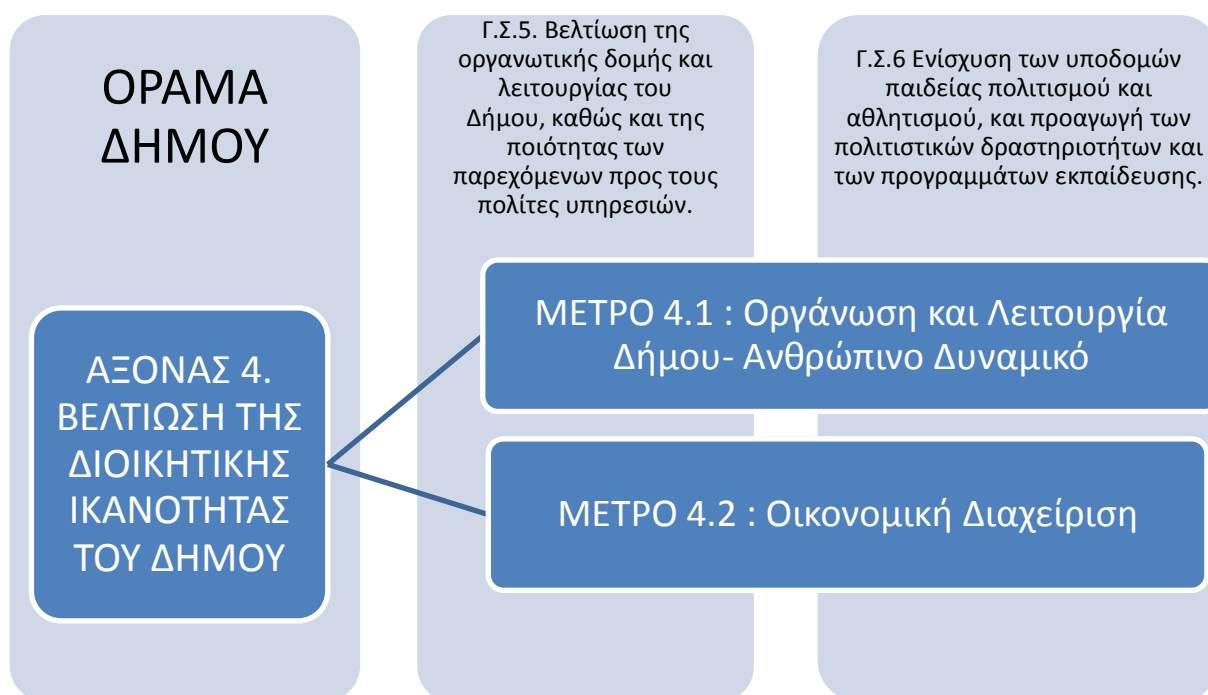 ΟΡΑΜΑ
ΔΗΜΟΥ
Γ.Σ.5. Βελτίωση της
οργανωτικής δομής και
λειτουργίας του
Δήμου, καθώς και της
ποιότητας των
παρεχόμενων προς τους
πολίτες υπηρεσιών.
Γ.Σ.6 Ενίσχυση των υποδομών
παιδείας πολιτισμού και
αθλητισμού, και προαγωγή των
πολιτιστικών δραστηριοτήτων και
των προγραμμάτων εκπαίδευσης.
ΑΞΟΝΑΣ 4.
ΒΕΛΤΙΩΣΗ ΤΗΣ
ΔΙΟΙΚΗΤΙΚΗΣ
ΙΚΑΝΟΤΗΤΑΣ
ΤΟΥ ΔΗΜΟΥ
ΜΕΤΡΟ 4.1 : Οργάνωση και Λειτουργία
Δήμου- Ανθρώπινο Δυναμικό
ΜΕΤΡΟ 4.2 : Οικονομική Διαχείριση